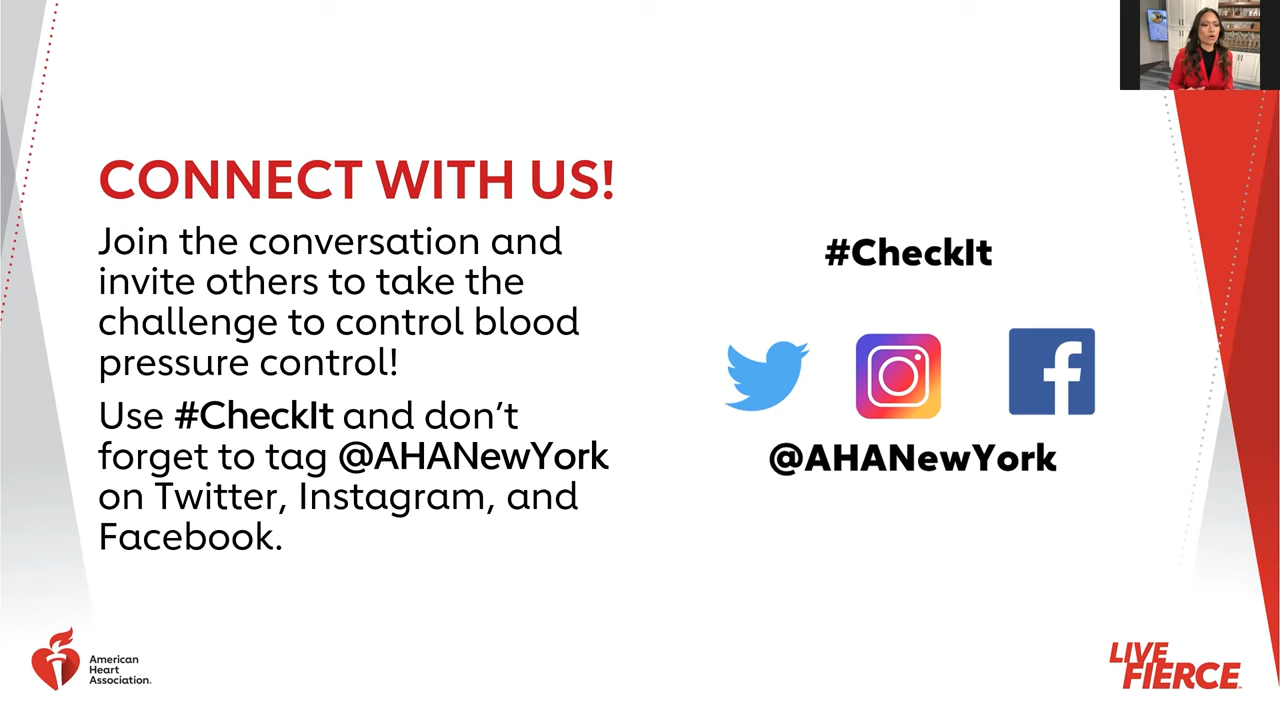 CONNECT WITH US!
Join the conversation and
invite others to take the
challenge to control blood
pressure control!
Use #CheckIt and don't
forget to tag @AHANewYork
on Twitter, Instagram, and
Facebook.
#CheckIt
@AHANewYork
American
Heart
Association.
LIVE
FIERCE™